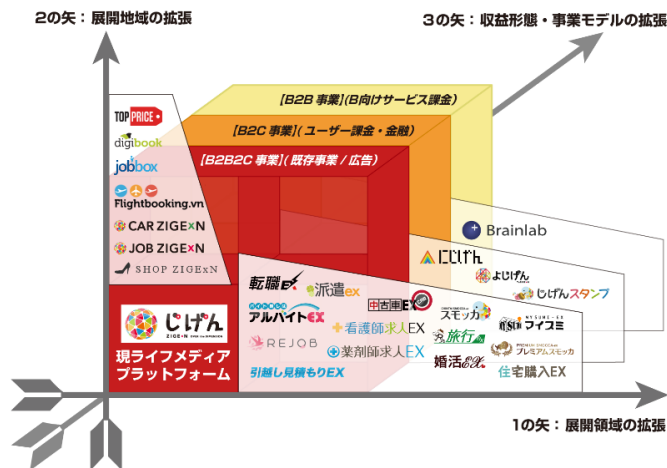 2の矢：展開地域の拡張
3の矢：収益形態・事業モデルの拡張
【B2B 事業】(B向けサービス課金)
【B2C 事業】(ユーザー課金・金融)
【B2B2C 事業】(既存事業 / 広告)
TOP PRICE
digibook
jobbox
Flightbooking.vn
CAR ZIGExN
JOB ZIGExN
SHOP ZIGExN
Brainlab
にじげん
よじげん
じげんスタンプ
じげん
現ライフメディア
プラットフォーム
転職EX
派遣ex
アルバイトEX
REJOB
引越し見積もりEX
中古車EX
看護師求人EX
薬剤師求人EX
スモッカ
旅行
婚活EX
フイズミ
プレミアムスモッカ
住宅購入EX
1の矢：展開領域の拡張